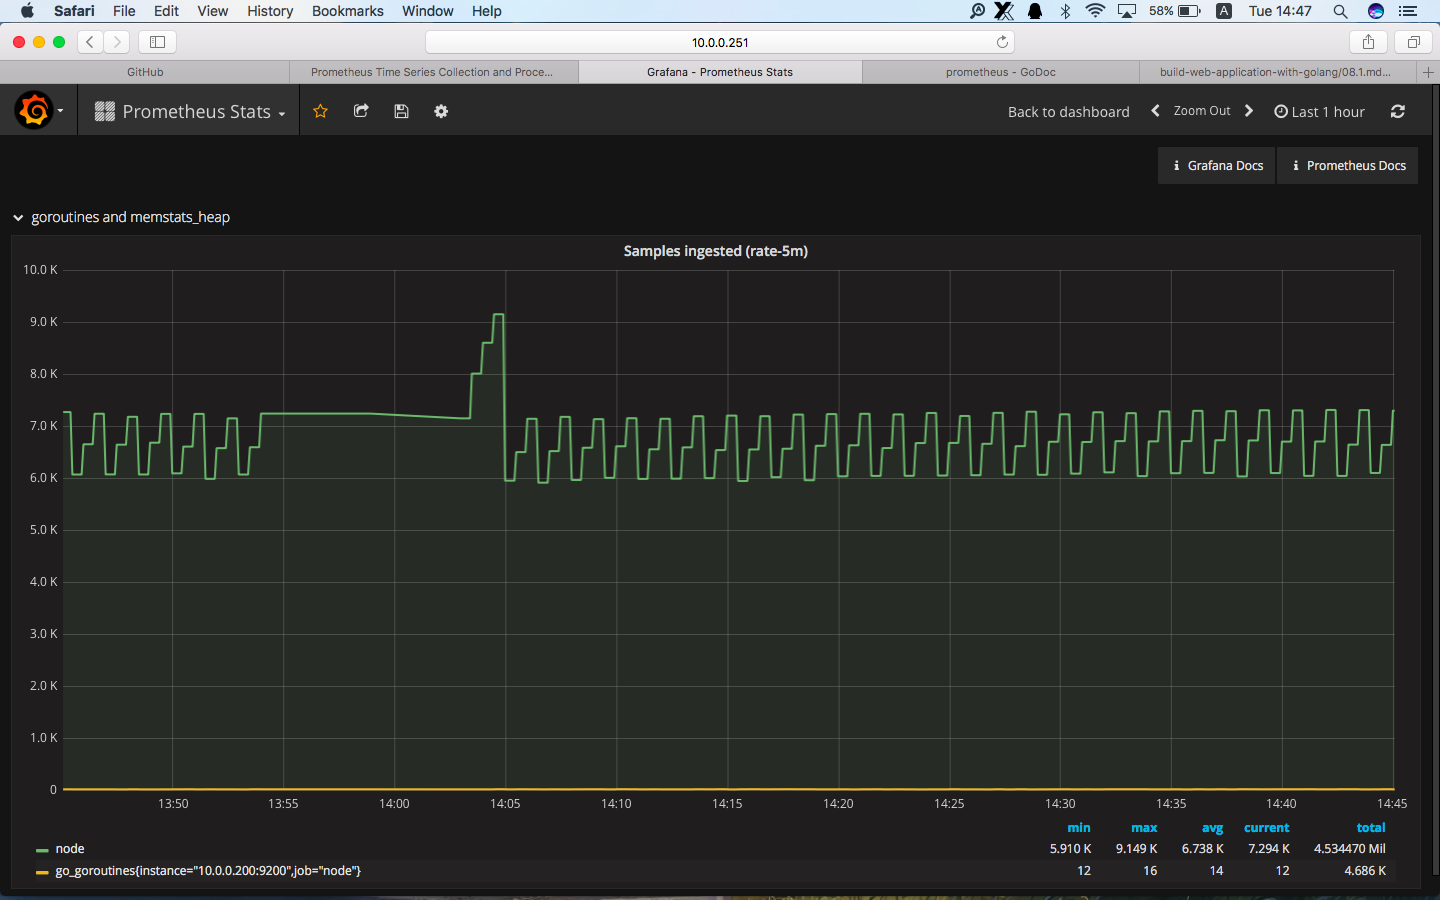 Safari File Edit View History Bookmarks Window Help 58% A Tue 14:47
10.0.0.251
GitHub Prometheus Time Series Collection and Proce... Grafana - Prometheus Stats prometheus - GoDoc build-web-application-with-golang/08.1.md...
Prometheus Stats Back to dashboard Zoom Out Last 1 hour
Grafana Docs Prometheus Docs
goroutines and memstats_heap
Samples ingested (rate-5m)
10.0 K
9.0 K
8.0 K
7.0 K
6.0 K
5.0 K
4.0 K
3.0 K
2.0 K
1.0 K
0
13:50 13:55 14:00 14:05 14:10 14:15 14:20 14:25 14:30 14:35 14:40 14:45
min max avg current total
node 5.910 K 9.149 K 6.738 K 7.294 K 4.534470 Mil
go_goroutines{instance="10.0.0.200:9200",job="node"} 12 16 14 12 4.686 K